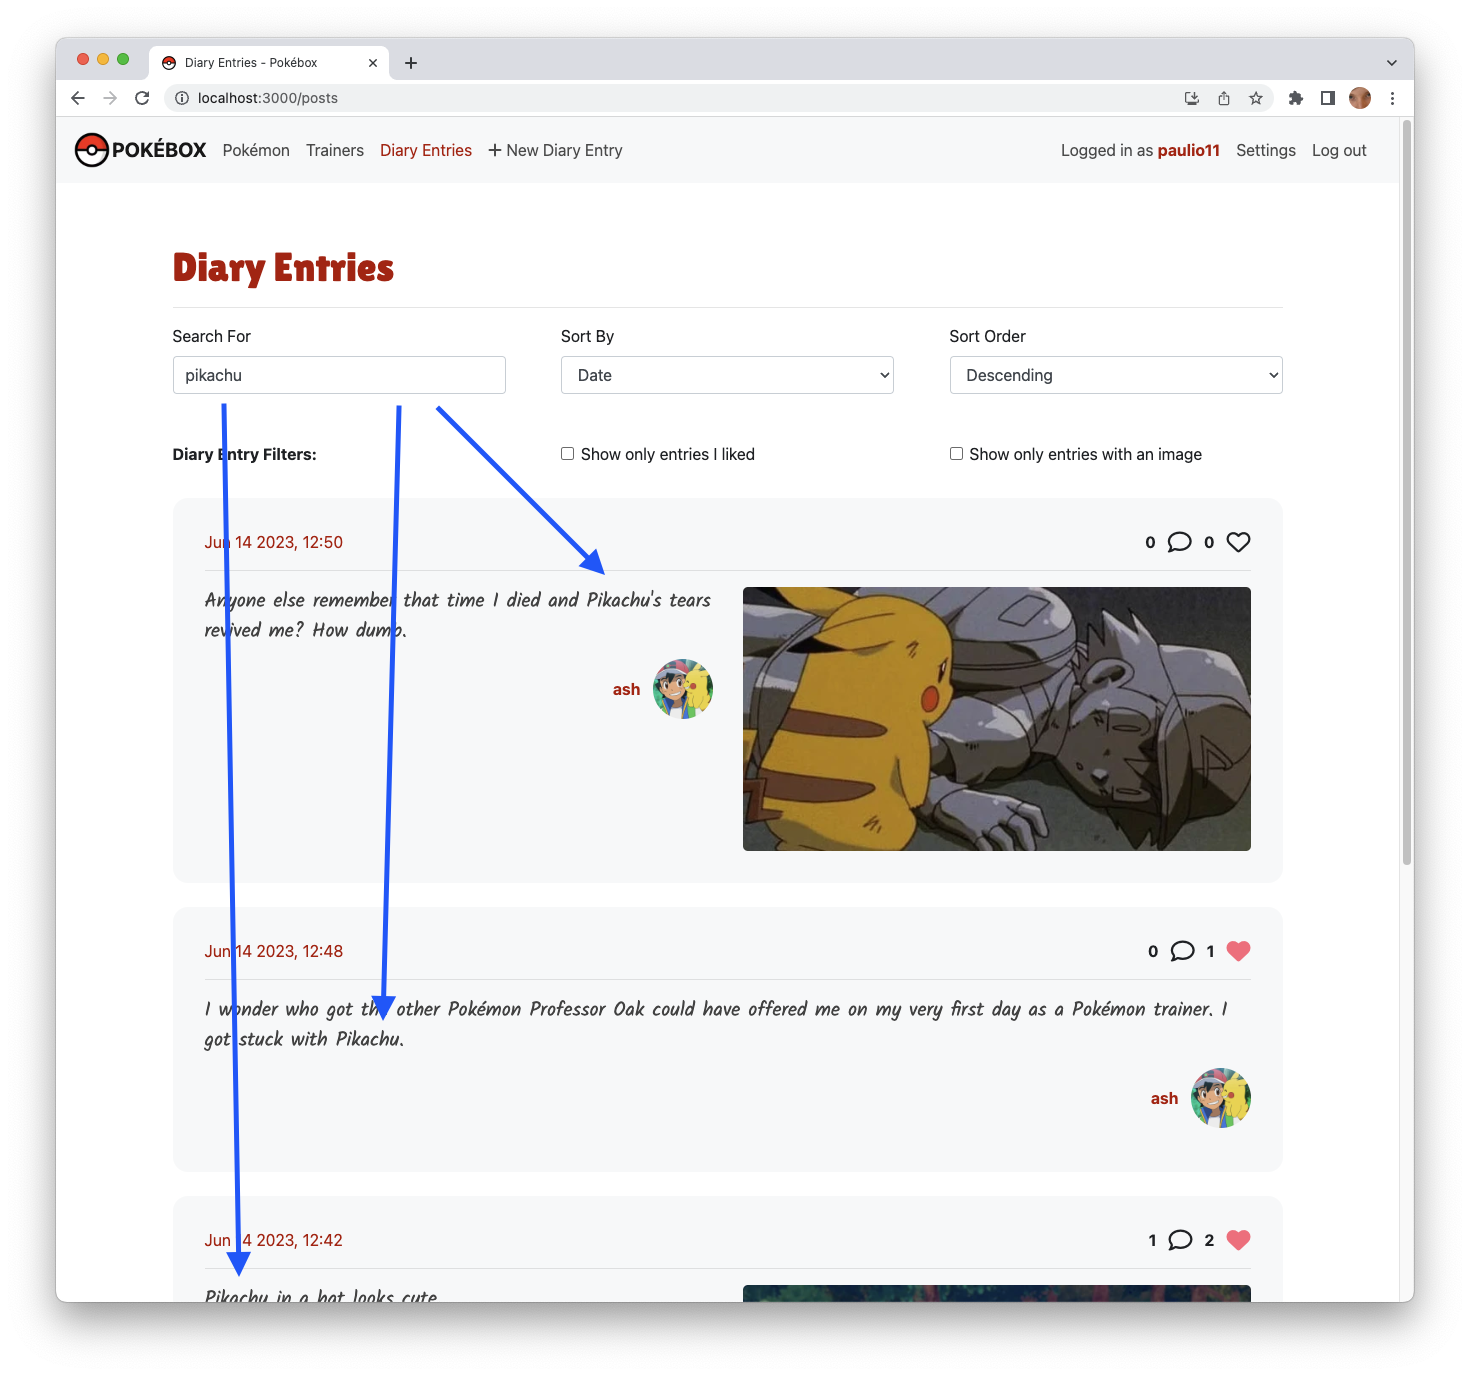 Diary Entries - Pokébox
localhost:3000/posts
POKÉBOX Pokémon Trainers Diary Entries + New Diary Entry Logged in as paulio11 Settings Log out
Diary Entries
Search For Sort By Sort Order
pikachu Date Descending
Diary Entry Filters: Show only entries I liked Show only entries with an image
Jun 14 2023, 12:50 0 0
Anyone else remember that time I died and Pikachu's tears
revived me? How dump.
ash
Jun 14 2023, 12:48 0 1
I wonder who got the other Pokémon Professor Oak could have offered me on my very first day as a Pokémon trainer. I
got stuck with Pikachu.
ash
Jun 14 2023, 12:42 1 2
Pikachu in a hat looks cute